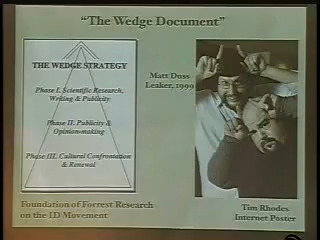 “The Wedge Document”
THE WEDGE STRATEGY
Phase I. Scientific Research,
Writing & Publicity
Phase II. Publicity &
Opinion-making
Phase III. Cultural Confrontation
& Renewal
Matt Duss
Leaker, 1999
Tim Rhodes
Internet Poster
Foundation of Forrest Research
on the ID Movement